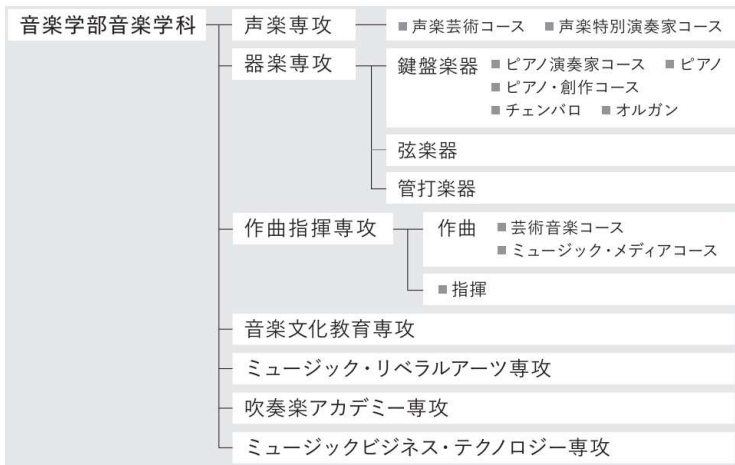 音楽学部音楽学科
声楽専攻
■声楽芸術コース ■声楽特別演奏家コース
器楽専攻
鍵盤楽器 ■ピアノ演奏家コース ■ピアノ
■ピアノ・創作コース
■チェンバロ ■オルガン
弦楽器
管打楽器
作曲指揮専攻
作曲 ■芸術音楽コース
■ミュージック・メディアコース
■指揮
音楽文化教育専攻
ミュージック・リベラルアーツ専攻
吹奏楽アカデミー専攻
ミュージックビジネス・テクノロジー専攻